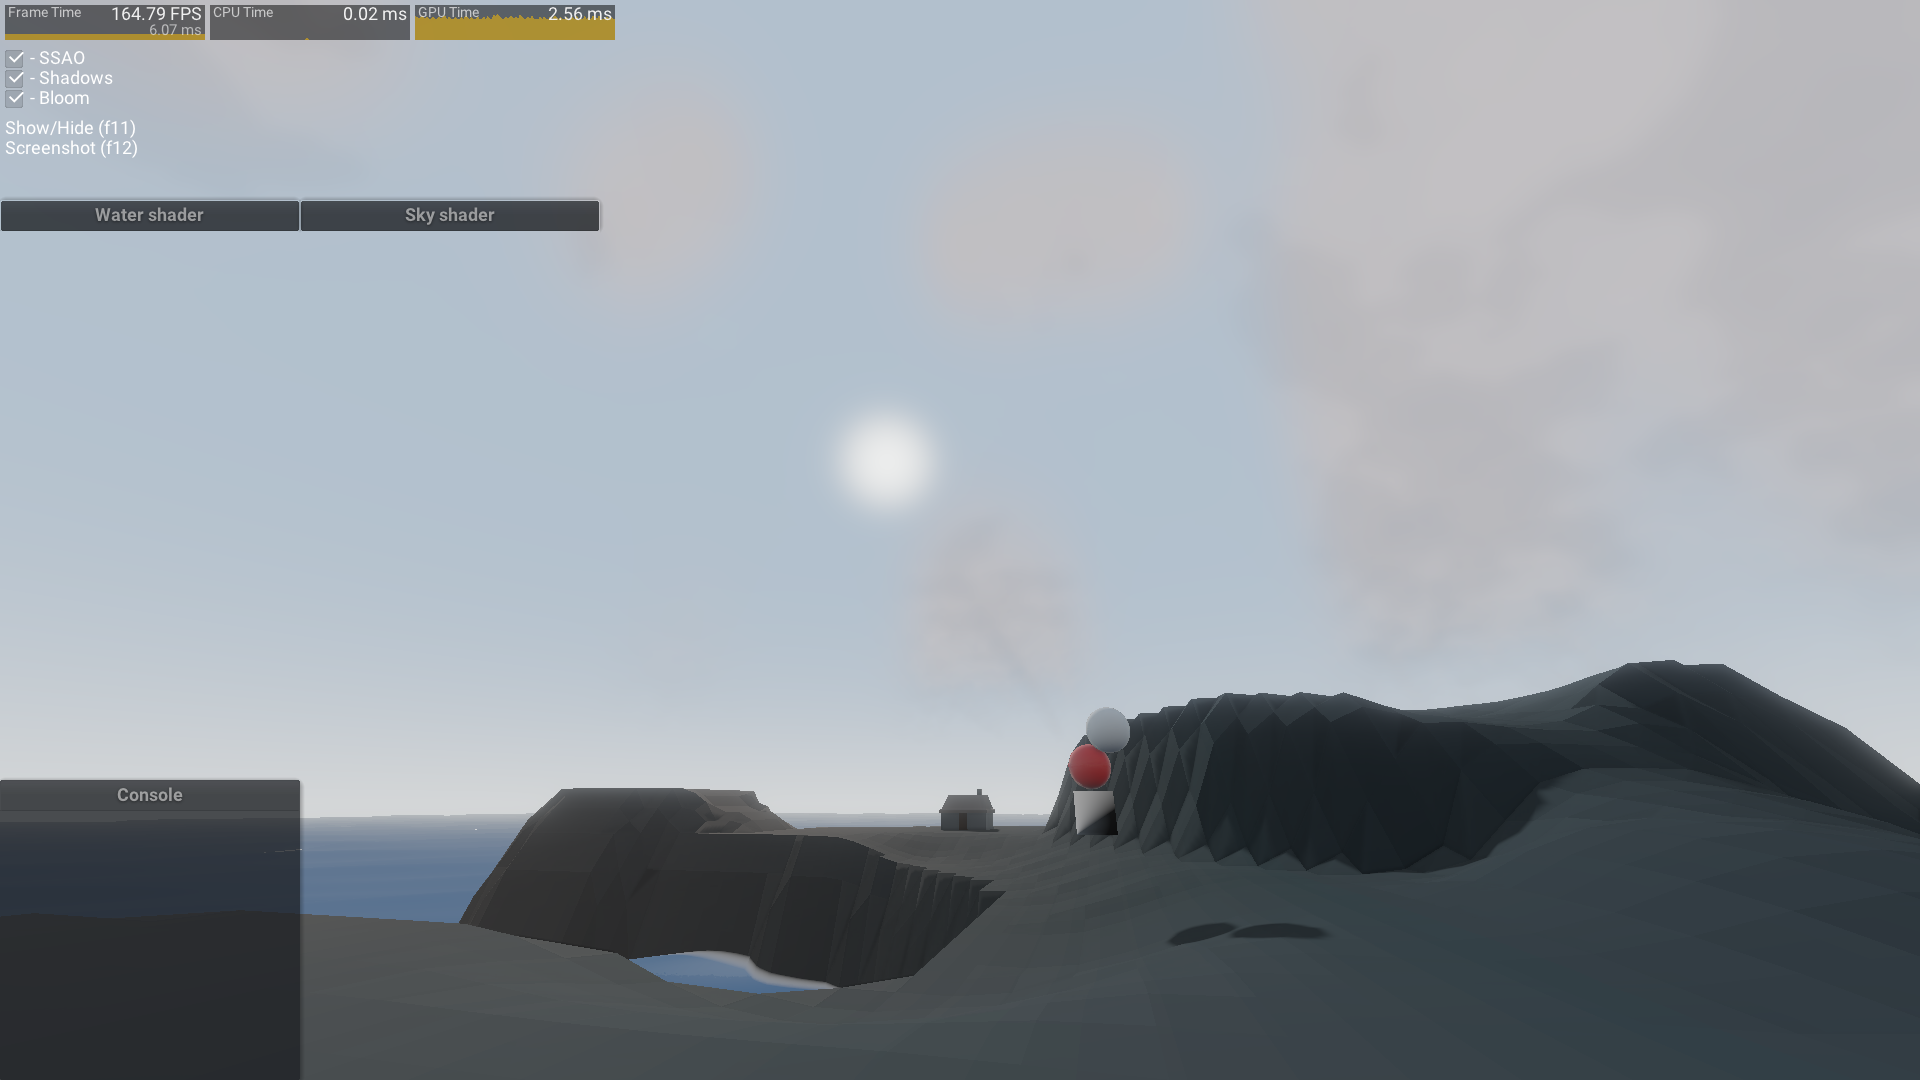 Frame Time 164.79 FPS CPU Time 0.02 ms GPU Time 2.56 ms
6.07 ms
- SSAO
- Shadows
- Bloom
Show/Hide (f11)
Screenshot (f12)
Water shader Sky shader
Console